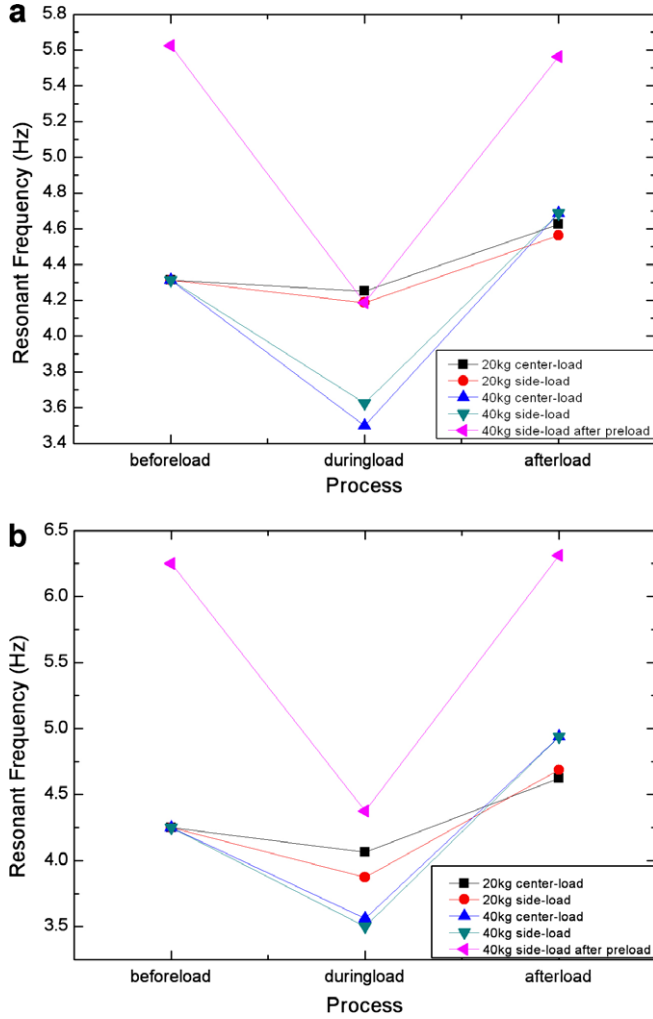 a
5.8
5.6
5.4
5.2
5.0
4.8
4.6
4.4
4.2
4.0
3.8
3.6
3.4
Resonant Frequency (Hz)
20kg center-load
20kg side-load
40kg center-load
40kg side-load
40kg side-load after preload
beforeload duringload afterload
Process
b
6.5
6.0
5.5
5.0
4.5
4.0
3.5
Resonant Frequency (Hz)
20kg center-load
20kg side-load
40kg center-load
40kg side-load
40kg side-load after preload
beforeload duringload afterload
Process